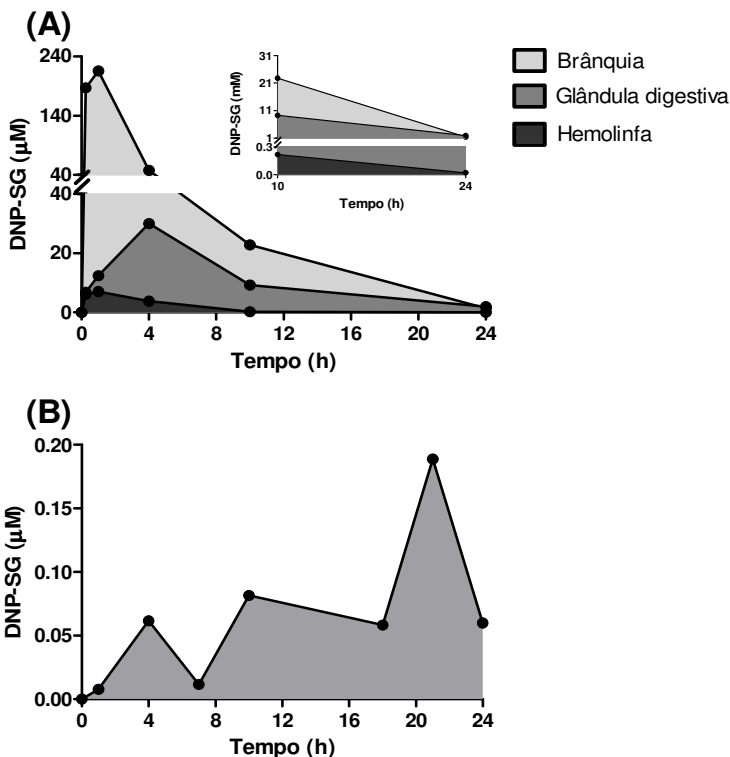 (A)
DNP-SG (µM)
240
140
40
40
20
0
0 4 8 12 16 20 24
Tempo (h)
DNP-SG (mM)
31
21
11
1
0.3
0.0
10 24
Tempo (h)
Brânquia
Glândula digestiva
Hemolinfa
(B)
DNP-SG (µM)
0.20
0.15
0.10
0.05
0.00
0 4 8 12 16 20 24
Tempo (h)